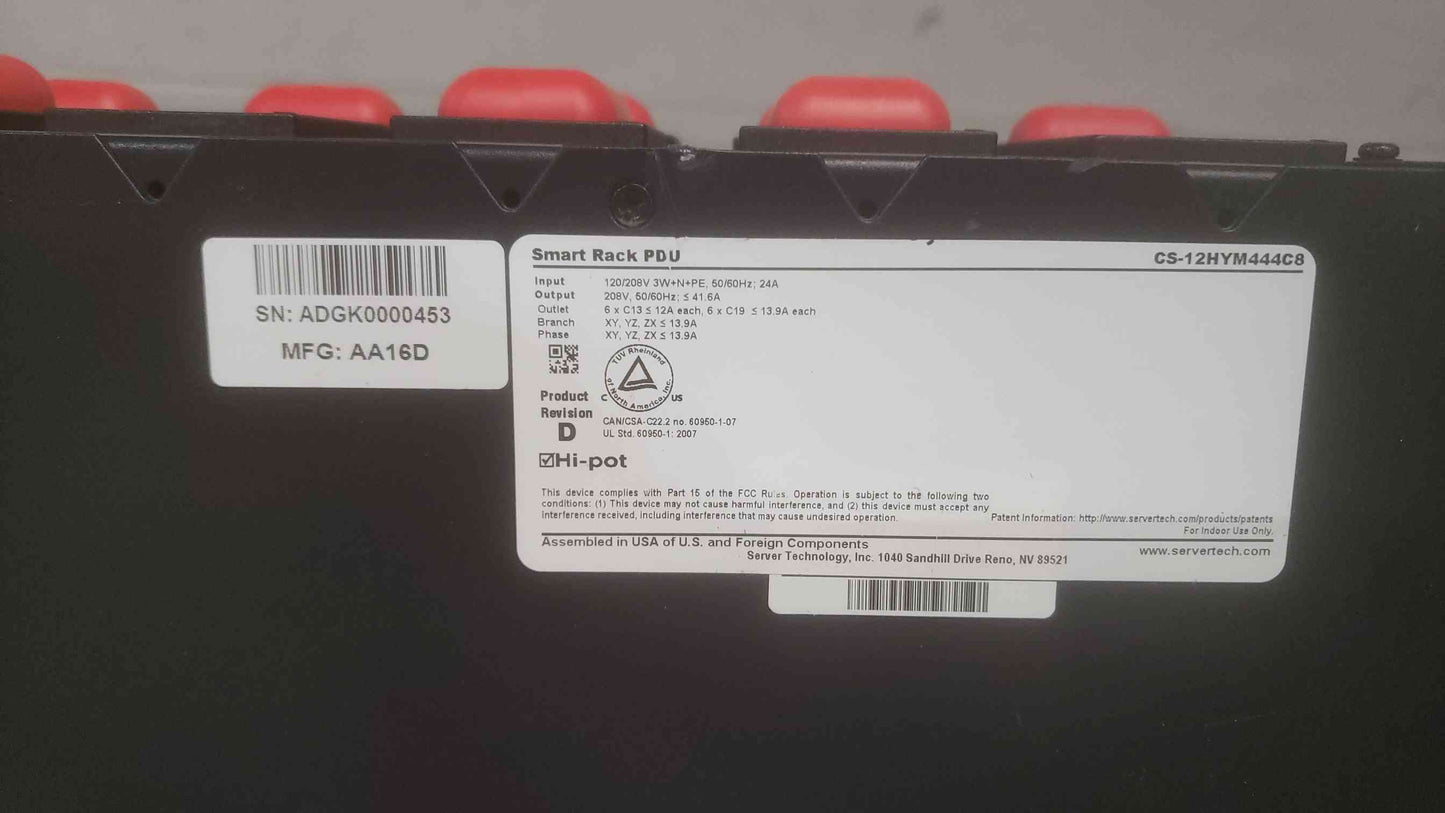 SN: ADGK0000453
MFG: AA16D
Smart Rack PDU CS-12HYM444C8
Input 120/208V 3W+N+PE, 50/60Hz; 24A
Output 208V, 50/60Hz; ≤ 41.6A
Outlet 6 x C13 ≤ 12A each, 6 x C19 ≤ 13.9A each
Branch XY, YZ, ZX ≤ 13.9A
Phase XY, YZ, ZX ≤ 13.9A
TUV Rheinland
of North America, Inc.
C US
Product
Revision
D
CAN/CSA-C22.2 no. 60950-1-07
UL Std. 60950-1: 2007
☑Hi-pot
This device complies with Part 15 of the FCC Rules. Operation is subject to the following two
conditions: (1) This device may not cause harmful interference, and (2) this device must accept any
interference received, including interference that may cause undesired operation.
Patent Information: http://www.servertech.com/products/patents
For Indoor Use Only.
Assembled in USA of U.S. and Foreign Components
Server Technology, Inc. 1040 Sandhill Drive Reno, NV 89521
www.servertech.com